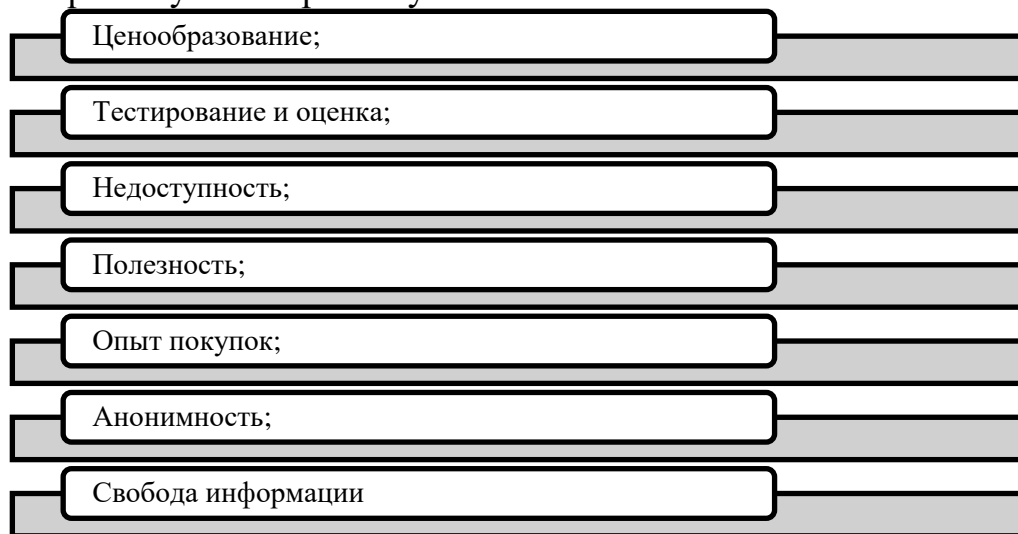 Ценообразование;
Тестирование и оценка;
Недоступность;
Полезность;
Опыт покупок;
Анонимность;
Свобода информации